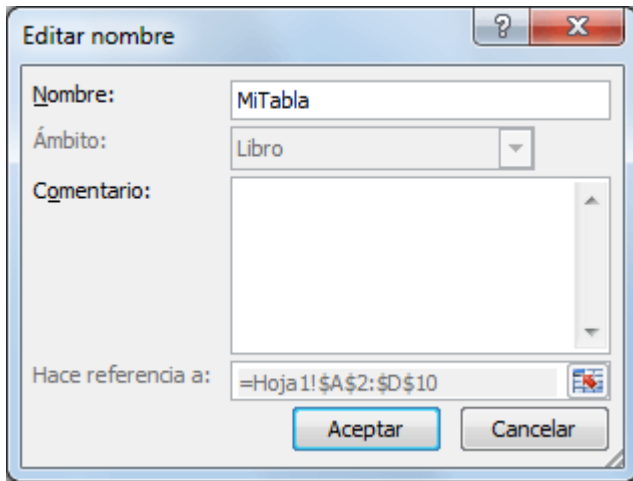 Editar nombre
Nombre: MiTabla
Ámbito: Libro
Comentario:
Hace referencia a: =Hoja1!$A$2:$D$10
Aceptar Cancelar